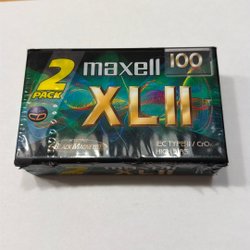 2 PACK
maxell 100
XLII
BLACK MAGNETITE
IEC TYPE II / CrO₂
HIGH BIAS